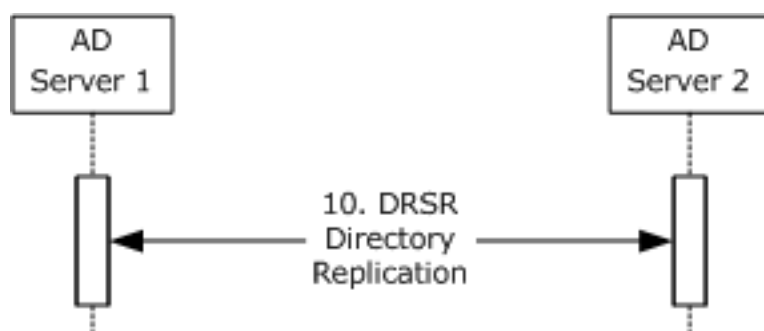 AD
Server 1
AD
Server 2
10. DRSR
Directory
Replication